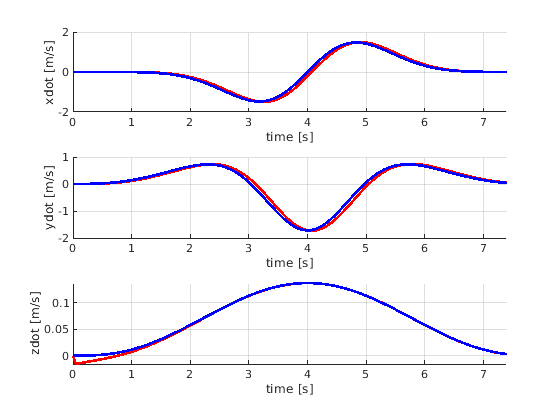 xdot [m/s]
2
0
-2
0 1 2 3 4 5 6 7
time [s]
ydot [m/s]
1
0
-1
-2
0 1 2 3 4 5 6 7
time [s]
zdot [m/s]
0.1
0.05
0
0 1 2 3 4 5 6 7
time [s]